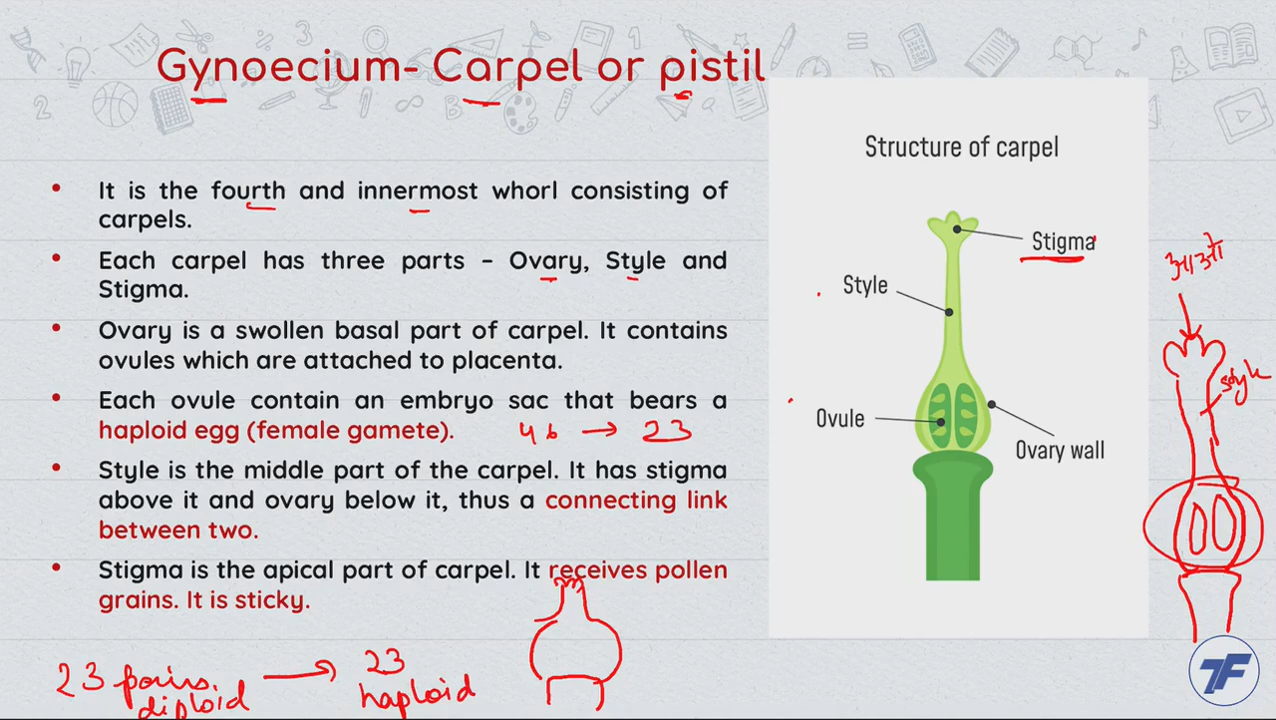 Gynoecium- Carpel or pistil
• It is the fourth and innermost whorl consisting of
carpels.
• Each carpel has three parts – Ovary, Style and
Stigma.
• Ovary is a swollen basal part of carpel. It contains
ovules which are attached to placenta.
• Each ovule contain an embryo sac that bears a
haploid egg (female gamete). 46 → 23
• Style is the middle part of the carpel. It has stigma
above it and ovary below it, thus a connecting link
between two.
• Stigma is the apical part of carpel. It receives pollen
grains. It is sticky.
23 pairs. → 23
diploid haploid
Structure of carpel
Stigma
Style
Ovule
Ovary wall
style
TF